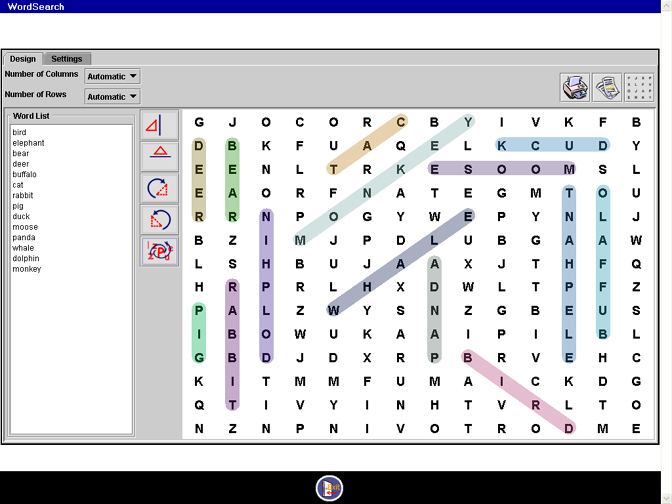 WordSearch
Design Settings
Number of Columns Automatic
Number of Rows Automatic
Word List
bird
elephant
bear
deer
buffalo
cat
rabbit
pig
duck
moose
panda
whale
dolphin
monkey
G J O C O R C B Y I V K F B
D B K F U A Q E L K C U D Y
E E N L T R K E S O O M S L
E A O R F N A T E G M T O U
R R N P O G Y W E P Y N L J
B Z I M J P D L U B G A A W
L S H B U J A A X J T H F Q
H R P R L H X D W L T P F Z
P A L Z W Y S N Z G B E U S
I B O W U K A A I P I L B L
G B D J D X R P B R V E H C
K I T M M F U M A I C K D G
Q T I V Y I N H T V R L T O
N Z N P N I V O T R O D M E